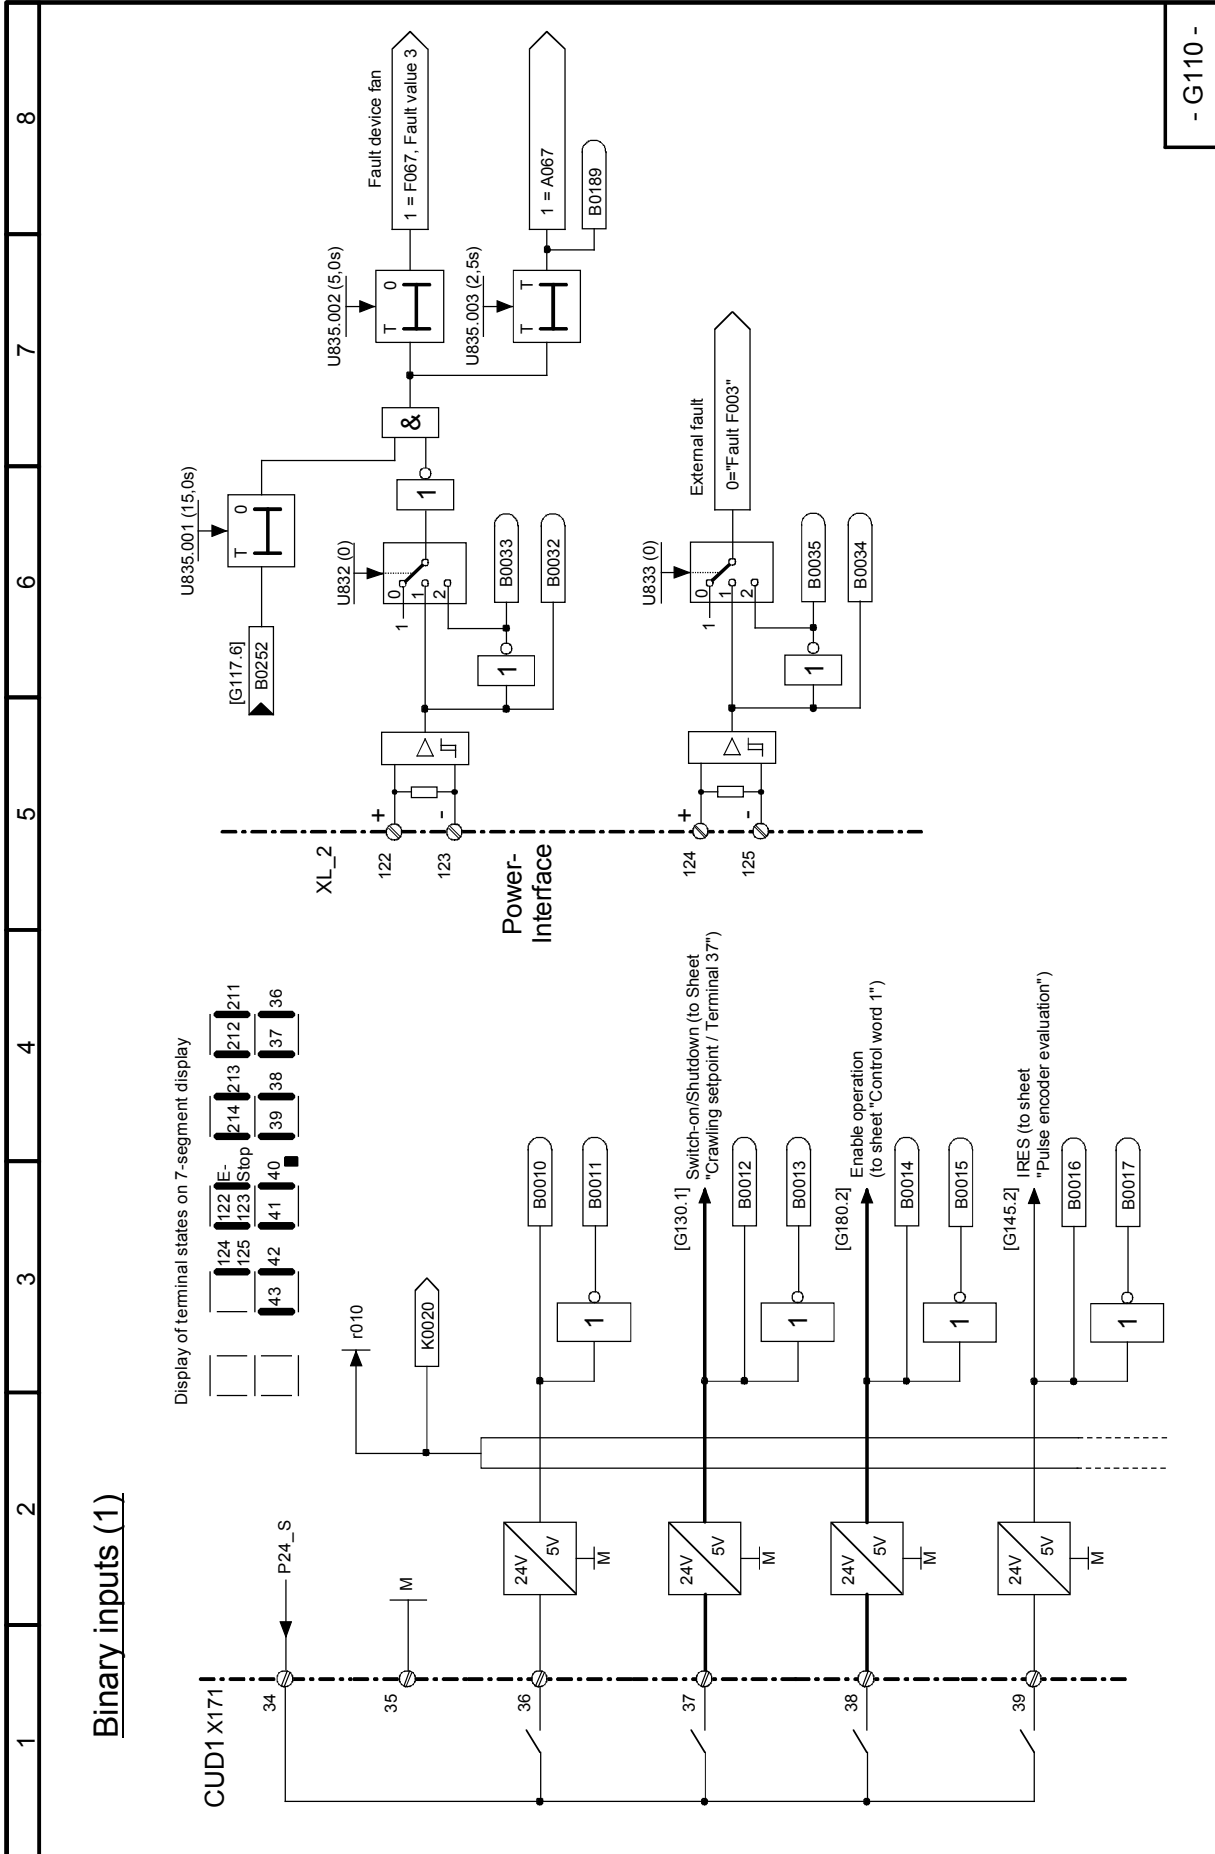 1 2 3 4 5 6 7 8
Binary inputs (1)
Display of terminal states on 7-segment display
124 122 E- 214 213 212 211
125 123 Stop
43 42 41 40 39 38 37 36
CUD1 X171
34
P24_S
35
M
r010
K0020
36
24V
5V
M
1
B0010
B0011
37
24V
5V
M
1
[G130.1]
Switch-on/Shutdown (to Sheet
"Crawling setpoint / Terminal 37")
B0012
B0013
38
24V
5V
M
1
[G180.2]
Enable operation
(to sheet "Control word 1")
B0014
B0015
39
24V
5V
M
1
[G145.2]
IRES (to sheet
"Pulse encoder evaluation")
B0016
B0017
XL_2
Power-
Interface
122
+
123
-
1
U832 (0)
1
0
1
2
B0033
B0032
1
[G117.6]
B0252
U835.001 (15,0s)
T 0
&
U835.002 (5,0s)
T 0
Fault device fan
1 = F067, Fault value 3
U835.003 (2,5s)
T T
1 = A067
B0189
124
+
125
-
1
U833 (0)
1
0
1
2
B0035
B0034
External fault
0="Fault F003"
- G110 -